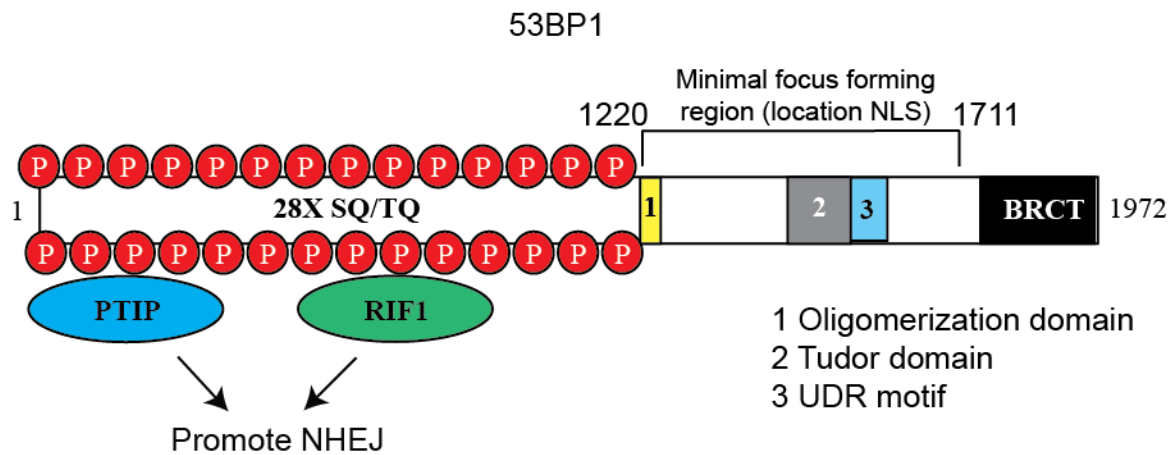 53BP1
Minimal focus forming
region (location NLS)
1220
1711
P P P P P P P P P P P P P P
1
28X SQ/TQ
1
2
3
BRCT
1972
P P P P P P P P P P P P P P
PTIP
RIF1
Promote NHEJ
1 Oligomerization domain
2 Tudor domain
3 UDR motif